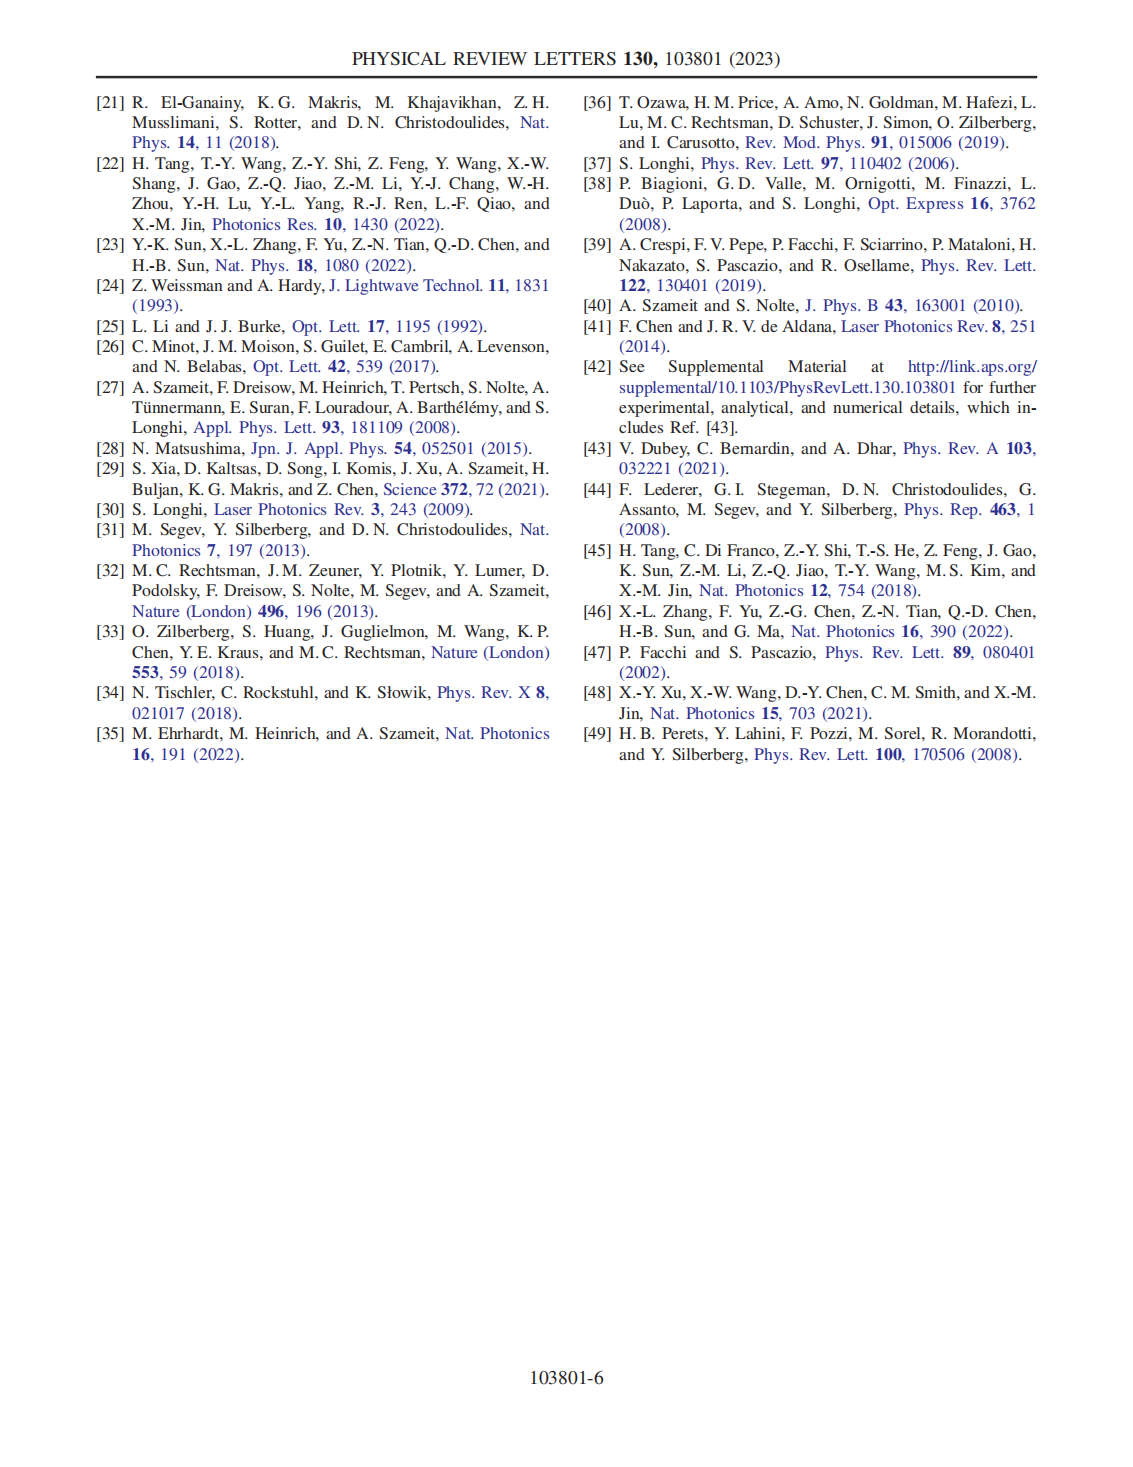 PHYSICAL REVIEW LETTERS 130, 103801 (2023)
[21] R. El-Ganainy, K. G. Makris, M. Khajavikhan, Z. H.
Musslimani, S. Rotter, and D. N. Christodoulides, Nat.
Phys. 14, 11 (2018).
[22] H. Tang, T.-Y. Wang, Z.-Y. Shi, Z. Feng, Y. Wang, X.-W.
Shang, J. Gao, Z.-Q. Jiao, Z.-M. Li, Y.-J. Chang, W.-H.
Zhou, Y.-H. Lu, Y.-L. Yang, R.-J. Ren, L.-F. Qiao, and
X.-M. Jin, Photonics Res. 10, 1430 (2022).
[23] Y.-K. Sun, X.-L. Zhang, F. Yu, Z.-N. Tian, Q.-D. Chen, and
H.-B. Sun, Nat. Phys. 18, 1080 (2022).
[24] Z. Weissman and A. Hardy, J. Lightwave Technol. 11, 1831
(1993).
[25] L. Li and J. J. Burke, Opt. Lett. 17, 1195 (1992).
[26] C. Minot, J. M. Moison, S. Guilet, E. Cambril, A. Levenson,
and N. Belabas, Opt. Lett. 42, 539 (2017).
[27] A. Szameit, F. Dreisow, M. Heinrich, T. Pertsch, S. Nolte, A.
Tünnermann, E. Suran, F. Louradour, A. Barthélémy, and S.
Longhi, Appl. Phys. Lett. 93, 181109 (2008).
[28] N. Matsushima, Jpn. J. Appl. Phys. 54, 052501 (2015).
[29] S. Xia, D. Kaltsas, D. Song, I. Komis, J. Xu, A. Szameit, H.
Buljan, K. G. Makris, and Z. Chen, Science 372, 72 (2021).
[30] S. Longhi, Laser Photonics Rev. 3, 243 (2009).
[31] M. Segev, Y. Silberberg, and D. N. Christodoulides, Nat.
Photonics 7, 197 (2013).
[32] M. C. Rechtsman, J. M. Zeuner, Y. Plotnik, Y. Lumer, D.
Podolsky, F. Dreisow, S. Nolte, M. Segev, and A. Szameit,
Nature (London) 496, 196 (2013).
[33] O. Zilberberg, S. Huang, J. Guglielmon, M. Wang, K. P.
Chen, Y. E. Kraus, and M. C. Rechtsman, Nature (London)
553, 59 (2018).
[34] N. Tischler, C. Rockstuhl, and K. Słowik, Phys. Rev. X 8,
021017 (2018).
[35] M. Ehrhardt, M. Heinrich, and A. Szameit, Nat. Photonics
16, 191 (2022).
[36] T. Ozawa, H. M. Price, A. Amo, N. Goldman, M. Hafezi, L.
Lu, M. C. Rechtsman, D. Schuster, J. Simon, O. Zilberberg,
and I. Carusotto, Rev. Mod. Phys. 91, 015006 (2019).
[37] S. Longhi, Phys. Rev. Lett. 97, 110402 (2006).
[38] P. Biagioni, G. D. Valle, M. Ornigotti, M. Finazzi, L.
Duò, P. Laporta, and S. Longhi, Opt. Express 16, 3762
(2008).
[39] A. Crespi, F. V. Pepe, P. Facchi, F. Sciarrino, P. Mataloni, H.
Nakazato, S. Pascazio, and R. Osellame, Phys. Rev. Lett.
122, 130401 (2019).
[40] A. Szameit and S. Nolte, J. Phys. B 43, 163001 (2010).
[41] F. Chen and J. R. V. de Aldana, Laser Photonics Rev. 8, 251
(2014).
[42] See Supplemental Material at http://link.aps.org/
supplemental/10.1103/PhysRevLett.130.103801 for further
experimental, analytical, and numerical details, which in-
cludes Ref. [43].
[43] V. Dubey, C. Bernardin, and A. Dhar, Phys. Rev. A 103,
032221 (2021).
[44] F. Lederer, G. I. Stegeman, D. N. Christodoulides, G.
Assanto, M. Segev, and Y. Silberberg, Phys. Rep. 463, 1
(2008).
[45] H. Tang, C. Di Franco, Z.-Y. Shi, T.-S. He, Z. Feng, J. Gao,
K. Sun, Z.-M. Li, Z.-Q. Jiao, T.-Y. Wang, M. S. Kim, and
X.-M. Jin, Nat. Photonics 12, 754 (2018).
[46] X.-L. Zhang, F. Yu, Z.-G. Chen, Z.-N. Tian, Q.-D. Chen,
H.-B. Sun, and G. Ma, Nat. Photonics 16, 390 (2022).
[47] P. Facchi and S. Pascazio, Phys. Rev. Lett. 89, 080401
(2002).
[48] X.-Y. Xu, X.-W. Wang, D.-Y. Chen, C. M. Smith, and X.-M.
Jin, Nat. Photonics 15, 703 (2021).
[49] H. B. Perets, Y. Lahini, F. Pozzi, M. Sorel, R. Morandotti,
and Y. Silberberg, Phys. Rev. Lett. 100, 170506 (2008).
103801-6